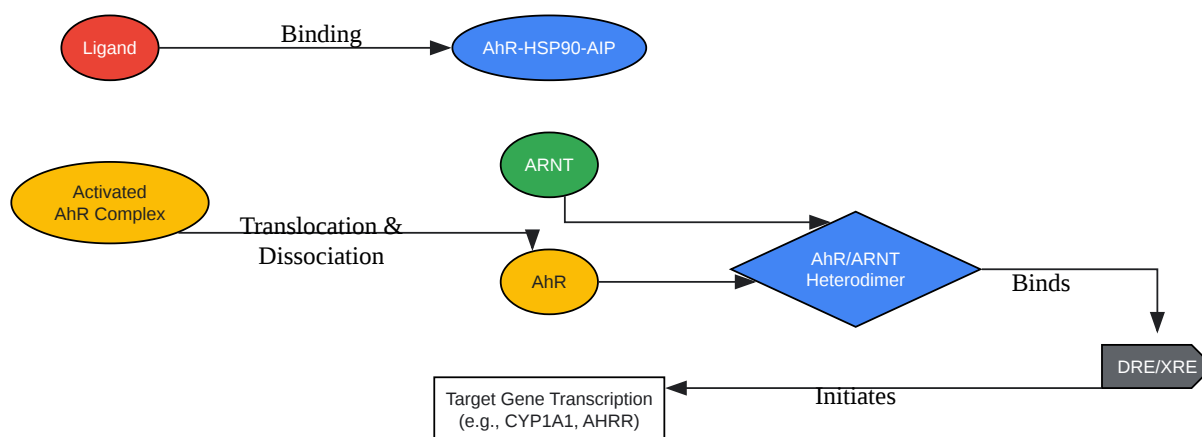 Ligand
Binding
AhR-HSP90-AIP
ARNT
Activated
AhR Complex
Translocation &
Dissociation
AhR
AhR/ARNT
Heterodimer
Binds
DRE/XRE
Initiates
Target Gene Transcription
(e.g., CYP1A1, AHRR)